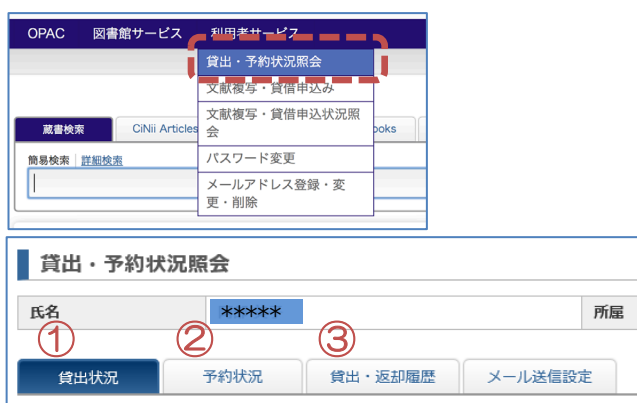 OPAC 図書館サービス 利用者サービス
貸出・予約状況照会
文献複写・貸借申込み
文献複写・貸借申込状況照
会
パスワード変更
メールアドレス登録・変
更・削除
蔵書検索 CiNii Articles ooks
簡易検索 詳細検索
貸出・予約状況照会
氏名 ***** 所属
① ② ③
貸出状況 予約状況 貸出・返却履歴 メール送信設定